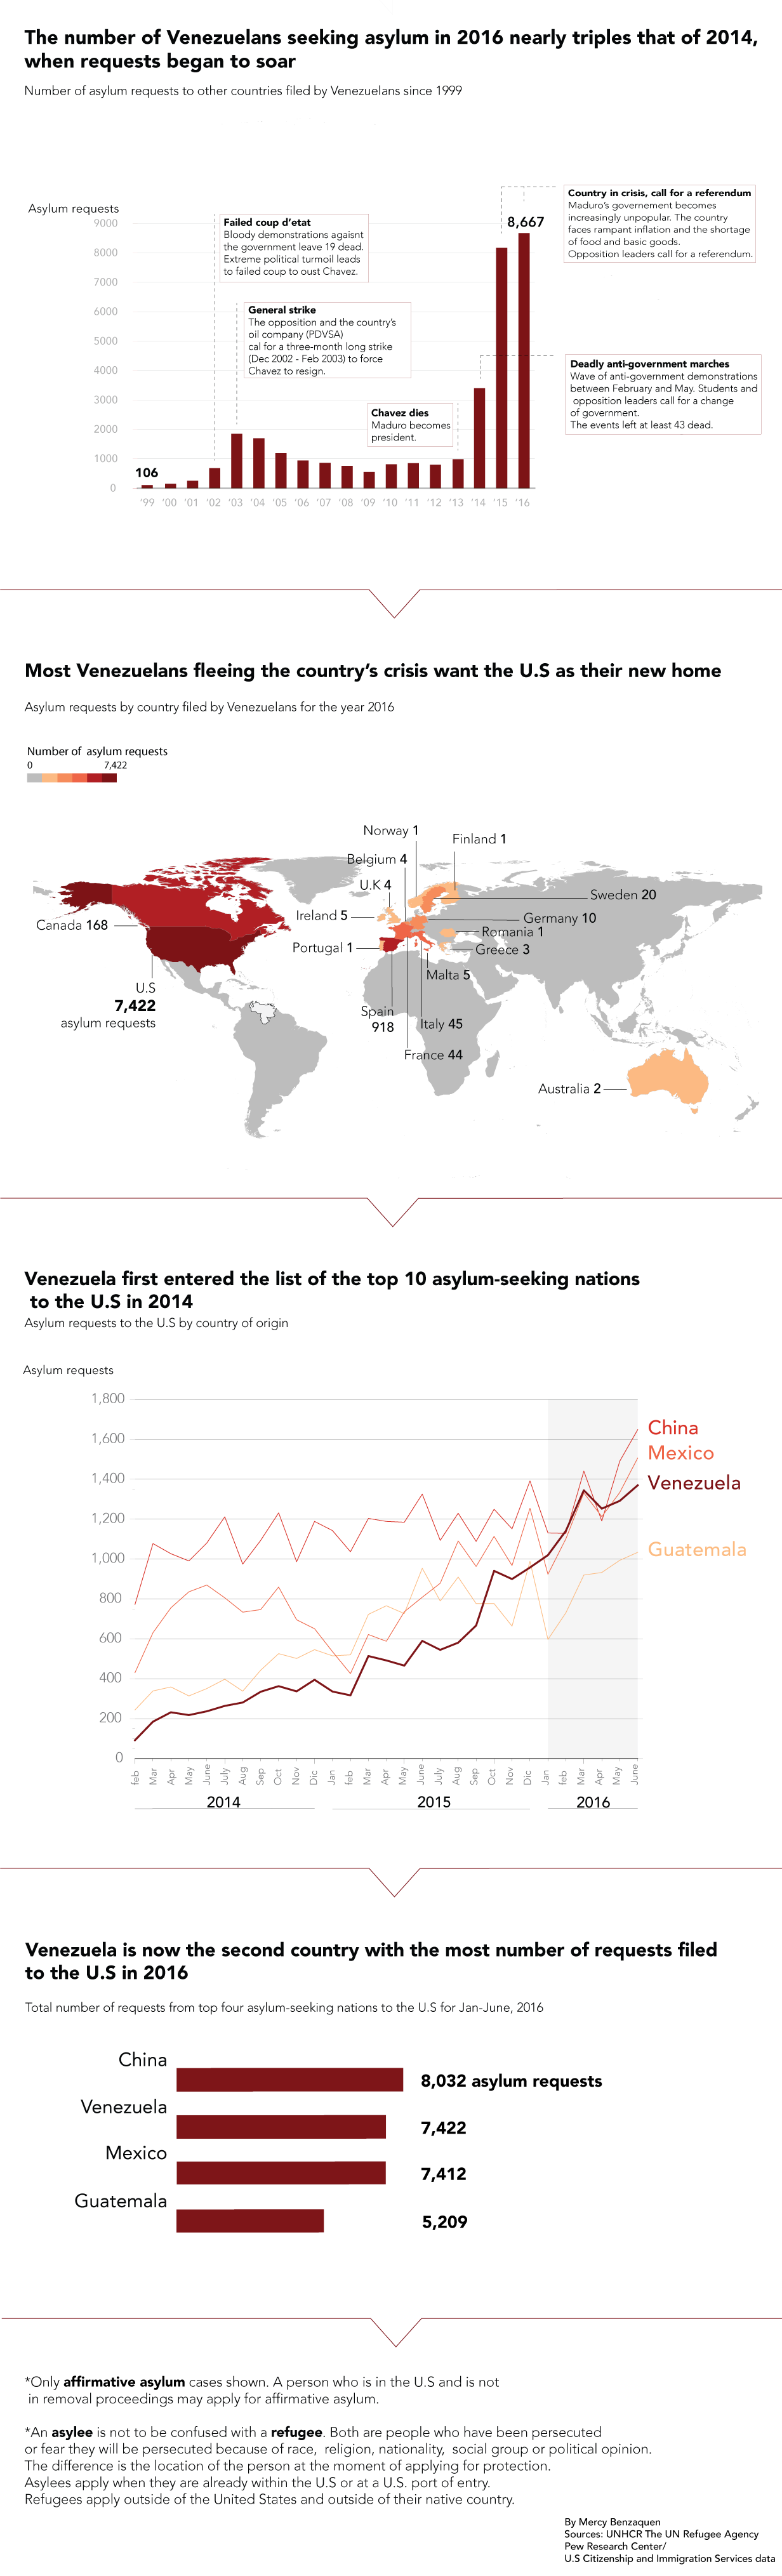 The number of Venezuelans seeking asylum in 2016 nearly triples that of 2014,
when requests began to soar
Number of asylum requests to other countries filed by Venezuelans since 1999
Asylum requests
9000
8000
7000
6000
5000
4000
3000
2000
1000
0
106
8,667
Failed coup d'etat
Bloody demonstrations agaisnt
the government leave 19 dead.
Extreme political turmoil leads
to failed coup to oust Chavez.
General strike
The opposition and the country's
oil company (PDVSA)
cal for a three-month long strike
(Dec 2002 - Feb 2003) to force
Chavez to resign.
Chavez dies
Maduro becomes
president.
Country in crisis, call for a referendum
Maduro's governement becomes
increasingly unpopular. The country
faces rampant inflation and the shortage
of food and basic goods.
Opposition leaders call for a referendum.
Deadly anti-government marches
Wave of anti-government demonstrations
between February and May. Students and
opposition leaders call for a change
of government.
The events left at least 43 dead.
'99 '00 '01 '02 '03 '04 '05 '06 '07 '08 '09 '10 '11 '12 '13 '14 '15 '16
Most Venezuelans fleeing the country's crisis want the U.S as their new home
Asylum requests by country filed by Venezuelans for the year 2016
Number of asylum requests
0 7,422
Norway 1
Finland 1
Belgium 4
U.K 4
Sweden 20
Ireland 5
Germany 10
Canada 168
Romania 1
Portugal 1
Greece 3
Malta 5
U.S
7,422
asylum requests
Spain
918
Italy 45
France 44
Australia 2
Venezuela first entered the list of the top 10 asylum-seeking nations
to the U.S in 2014
Asylum requests to the U.S by country of origin
Asylum requests
1,800
1,600
1,400
1,200
1,000
800
600
400
200
0
China
Mexico
Venezuela
Guatemala
feb Mar Apr May June July Aug Sep Oct Nov Dic Jan feb Mar Apr May June July Aug Sep Oct Nov Dic Jan feb Mar Apr May June
2014 2015 2016
Venezuela is now the second country with the most number of requests filed
to the U.S in 2016
Total number of requests from top four asylum-seeking nations to the U.S for Jan-June, 2016
China
8,032 asylum requests
Venezuela
7,422
Mexico
7,412
Guatemala
5,209
*Only affirmative asylum cases shown. A person who is in the U.S and is not
in removal proceedings may apply for affirmative asylum.
*An asylee is not to be confused with a refugee. Both are people who have been persecuted
or fear they will be persecuted because of race, religion, nationality, social group or political opinion.
The difference is the location of the person at the moment of applying for protection.
Asylees apply when they are already within the U.S or at a U.S. port of entry.
Refugees apply outside of the United States and outside of their native country.
By Mercy Benzaquen
Sources: UNHCR The UN Refugee Agency
Pew Research Center/
U.S Citizenship and Immigration Services data